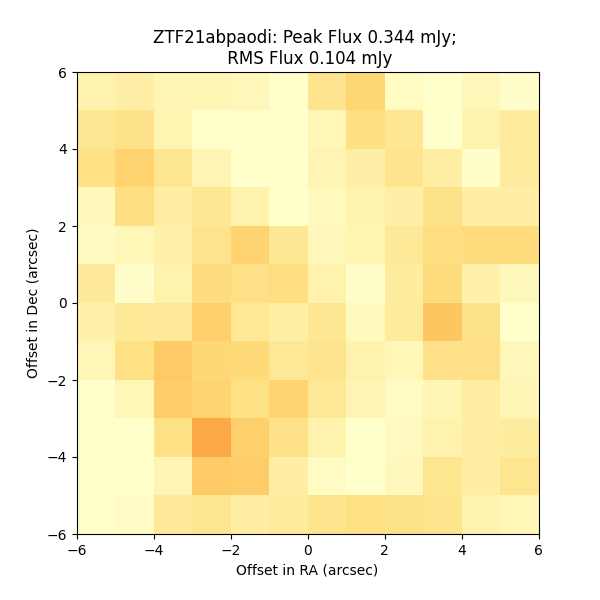 ZTF21abpaodi: Peak Flux 0.344 mJy;
RMS Flux 0.104 mJy
6
4
2
0
−2
−4
−6
Offset in Dec (arcsec)
−6 −4 −2 0 2 4 6
Offset in RA (arcsec)